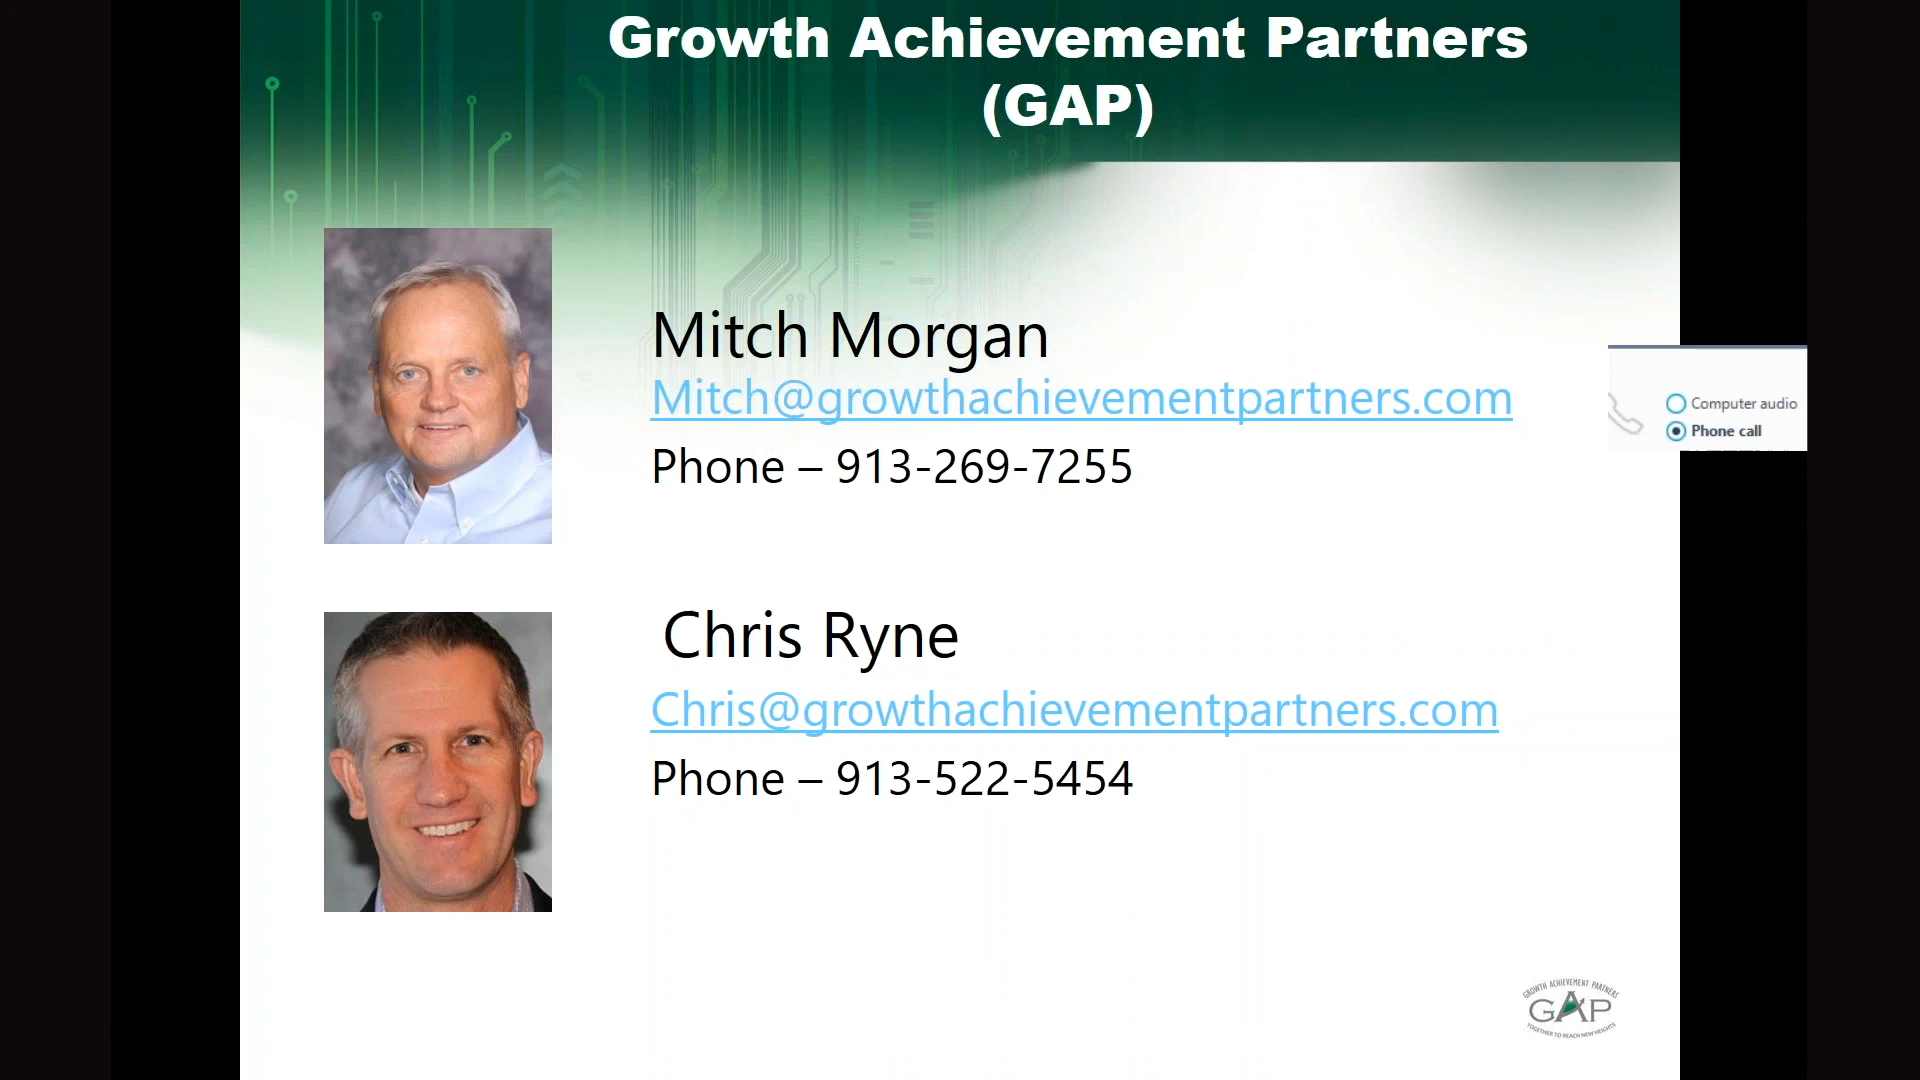 Growth Achievement Partners
(GAP)
Mitch Morgan
Mitch@growthachievementpartners.com
Phone – 913-269-7255
Computer audio
Phone call
Chris Ryne
Chris@growthachievementpartners.com
Phone – 913-522-5454
GROWTH ACHIEVEMENT PARTNERS
GAP
TOGETHER TO REACH NEW HEIGHTS